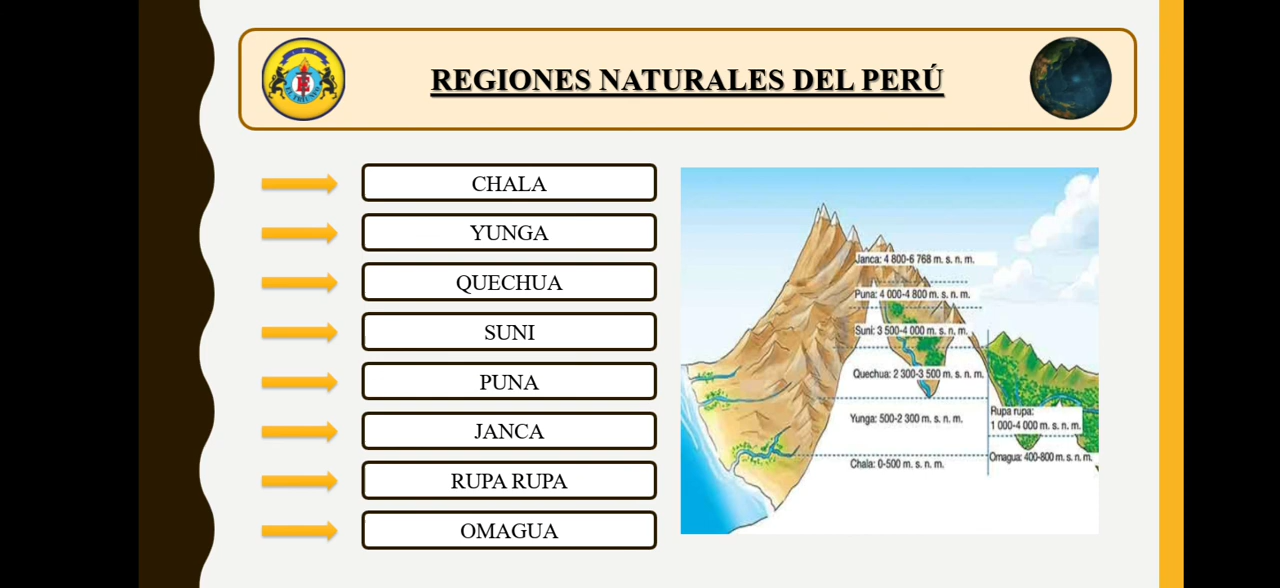 REGIONES NATURALES DEL PERÚ
EL TRIUNFO
CHALA
YUNGA
QUECHUA
SUNI
PUNA
JANCA
RUPA RUPA
OMAGUA
Janca: 4 800-6 768 m. s. n. m.
Puna: 4 000-4 800 m. s. n. m.
Suni: 3 500-4 000 m. s. n. m.
Quechua: 2 300-3 500 m. s. n. m.
Yunga: 500-2 300 m. s. n. m.
Chala: 0-500 m. s. n. m.
Rupa rupa:
1 000-4 000 m. s. n. m.
Omagua: 400-800 m. s. n. m.